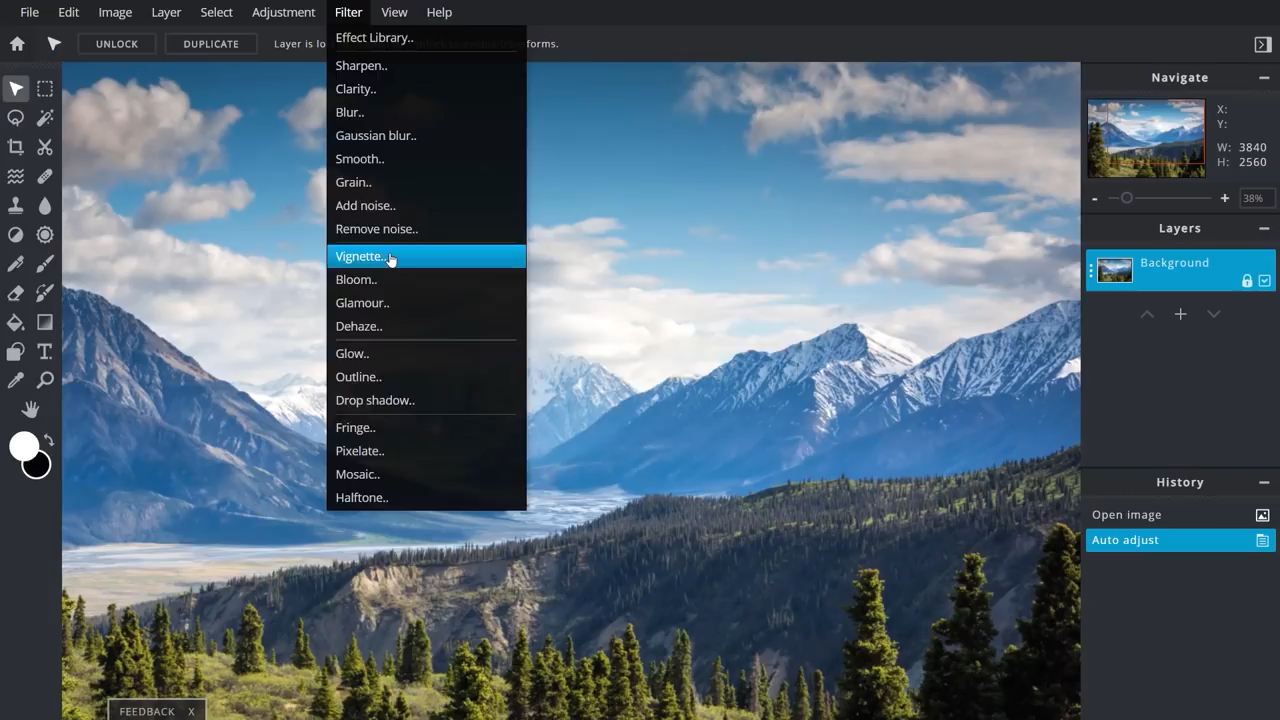 File Edit Image Layer Select Adjustment Filter View Help
UNLOCK DUPLICATE Layer is lo forms.
Effect Library..
Sharpen..
Clarity..
Blur..
Gaussian blur..
Smooth..
Grain..
Add noise..
Remove noise..
Vignette..
Bloom..
Glamour..
Dehaze..
Glow..
Outline..
Drop shadow..
Fringe..
Pixelate..
Mosaic..
Halftone..
Navigate
X:
Y:
W: 3840
H: 2560
- + 38%
Layers
Background
History
Open image
Auto adjust
FEEDBACK X